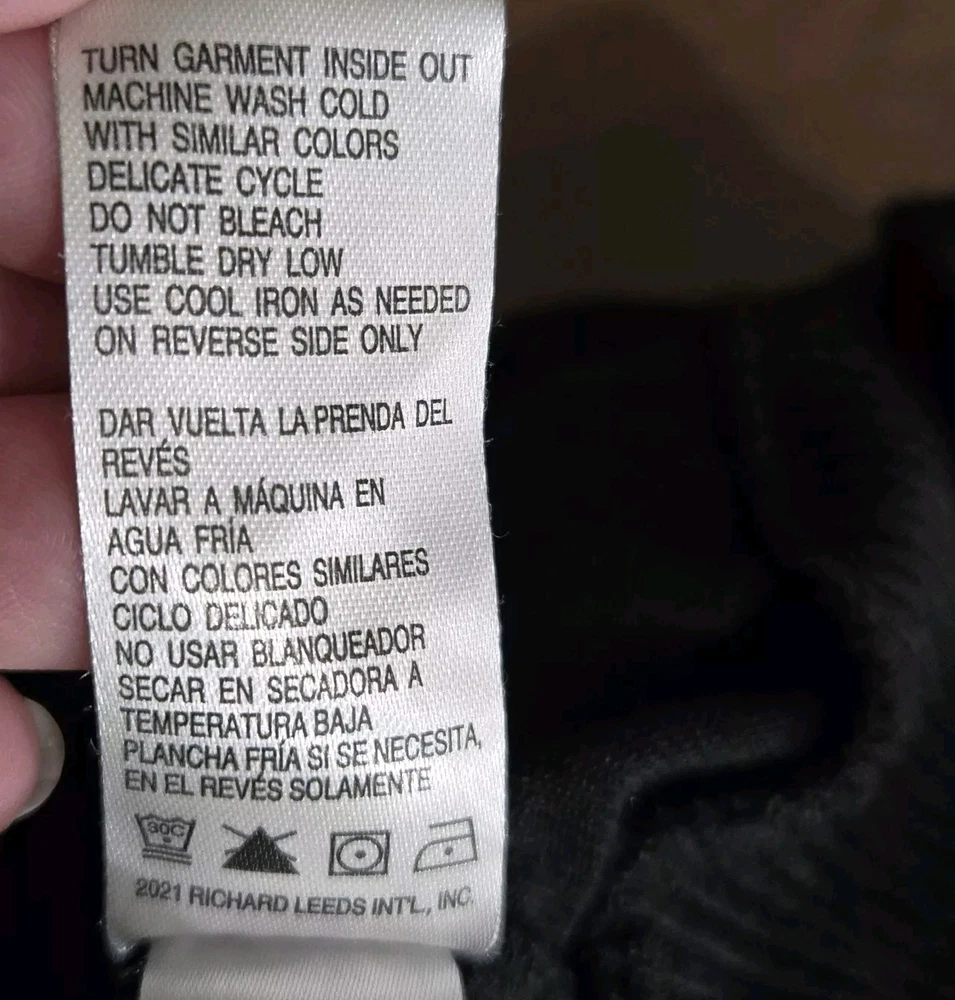 TURN GARMENT INSIDE OUT
MACHINE WASH COLD
WITH SIMILAR COLORS
DELICATE CYCLE
DO NOT BLEACH
TUMBLE DRY LOW
USE COOL IRON AS NEEDED
ON REVERSE SIDE ONLY
DAR VUELTA LA PRENDA DEL
REVÉS
LAVAR A MÁQUINA EN
AGUA FRÍA
CON COLORES SIMILARES
CICLO DELICADO
NO USAR BLANQUEADOR
SECAR EN SECADORA A
TEMPERATURA BAJA
PLANCHA FRÍA SI SE NECESITA,
EN EL REVÉS SOLAMENTE
30C
2021 RICHARD LEEDS INT'L., INC.